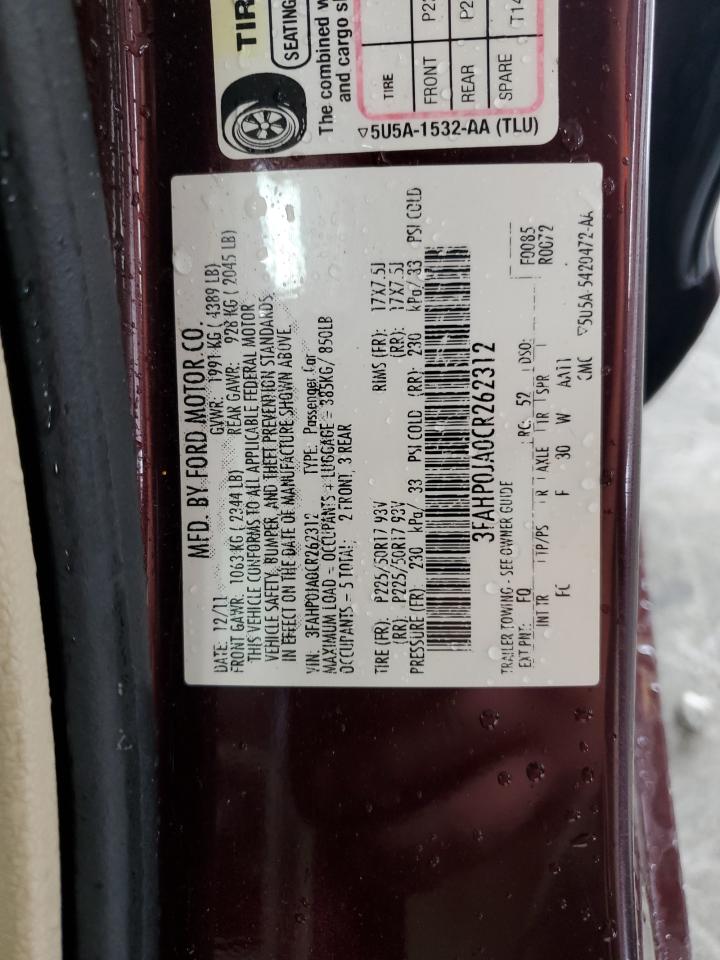 TIR
SEATING
The combined w
and cargo s
TIRE
FRONT P2
REAR P2
SPARE T14
▽5U5A-1532-AA (TLU)
MFD. BY FORD MOTOR CO.
DATE: 12/11 GVWR: 1991 KG ( 4389 LB)
FRONT GAWR: 1063 KG ( 2344 LB) REAR GAWR: 928 KG ( 2045 LB)
THIS VEHICLE CONFORMS TO ALL APPLICABLE FEDERAL MOTOR
VEHICLE SAFETY, BUMPER, AND THEFT PREVENTION STANDARDS
IN EFFECT ON THE DATE OF MANUFACTURE SHOWN ABOVE.
VIN: 3FAHP0JA0CR262312 TYPE: Passenger Car
MAXIMUM LOAD = OCCUPANTS + LUGGAGE = 385KG/ 850LB
OCCUPANTS = 5 TOTAL: 2 FRONT, 3 REAR
TIRE (FR): P225/50R17 93V RIMS (FR): 17X7.5J
(RR): P225/50R17 93V (RR): 17X7.5J
PRESSURE (FR): 230 kPa/ 33 PSI COLD (RR): 230 kPa/ 33 PSI COLD
3FAHP0JA0CR262312
TRAILER TOWING - SEE OWNER GUIDE F0085
EXT PNT: FQ RC: 52 DSO: R0G72
INT TR TP/PS R AXLE TR SPR
FC F 30 W AA11
CMC ▽5U5A-5420472-AA